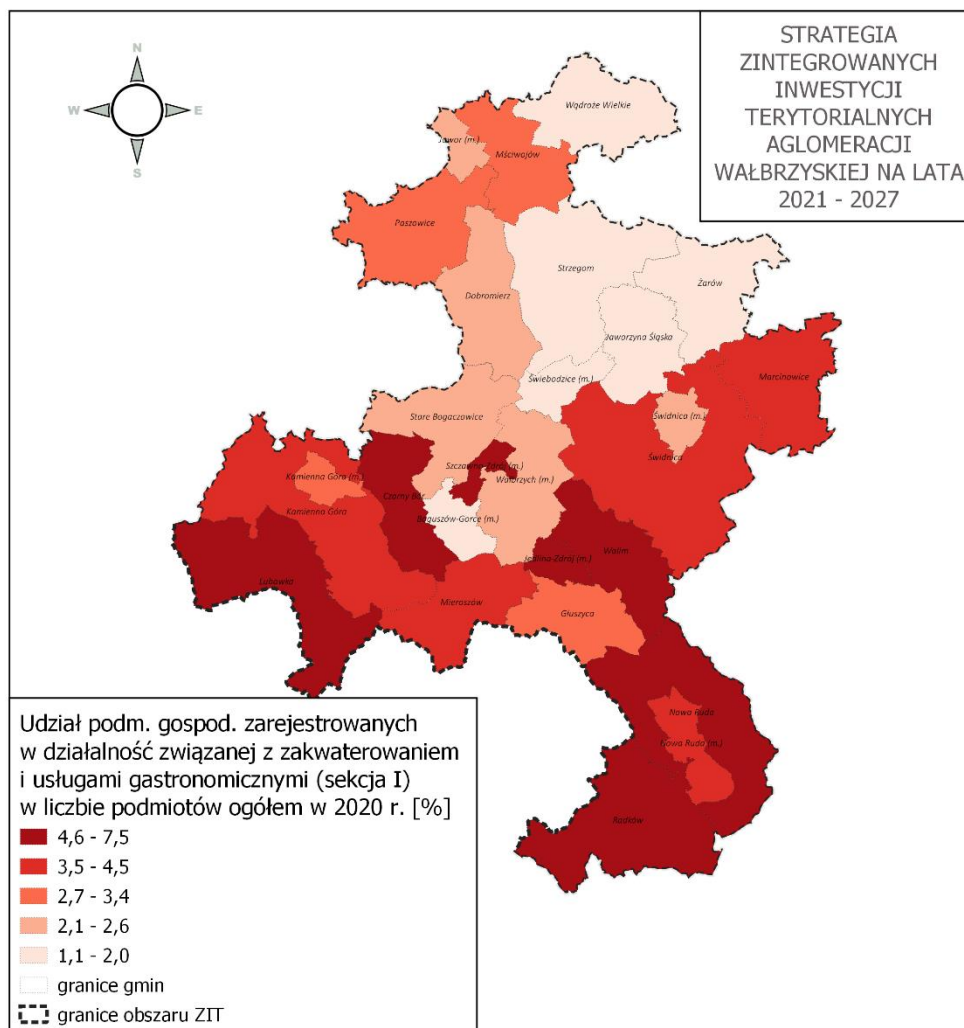 STRATEGIA
ZINTEGROWANYCH
INWESTYCJI
TERYTORIALNYCH
AGLOMERACJI
WAŁBRZYSKIEJ NA LATA
2021 - 2027
N
W
E
S
Wądroże Wielkie
Jawor (m.)
Mściwojów
Paszowice
Strzegom
Żarów
Dobromierz
Jaworzyna Śląska
Świebodzice (m.)
Marcinowice
Stare Bogaczowice
Świdnica (m.)
Świdnica
Szczawno-Zdrój (m.)
Kamienna Góra (m.)
Wałbrzych (m.)
Czarny Bór
Kamienna Góra
Boguszów-Gorce (m.)
Walim
Jedlina-Zdrój (m.)
Lubawka
Mieroszów
Głuszyca
Nowa Ruda
Nowa Ruda (m.)
Radków
Udział podm. gospod. zarejestrowanych
w działalność związanej z zakwaterowaniem
i usługami gastronomicznymi (sekcja I)
w liczbie podmiotów ogółem w 2020 r. [%]
4,6 - 7,5
3,5 - 4,5
2,7 - 3,4
2,1 - 2,6
1,1 - 2,0
granice gmin
granice obszaru ZIT